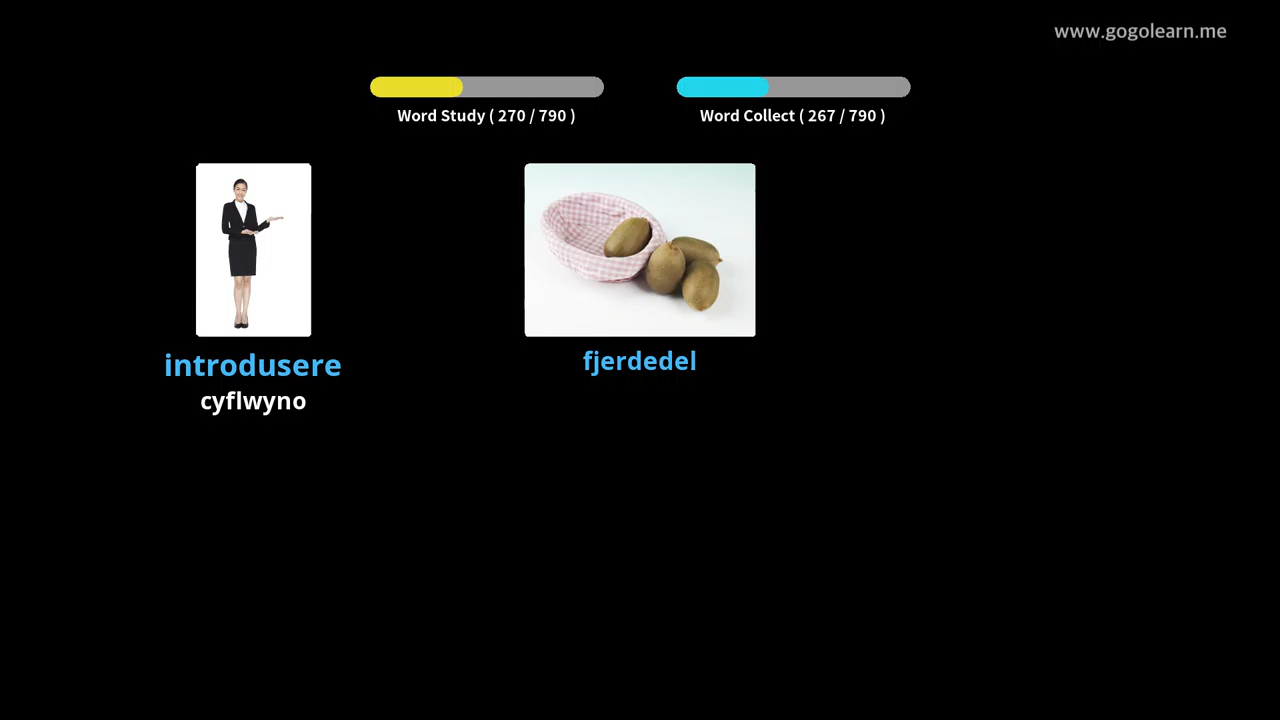 www.gogolearn.me
Word Study ( 270 / 790 )
Word Collect ( 267 / 790 )
introdusere
cyflwyno
fjerdedel